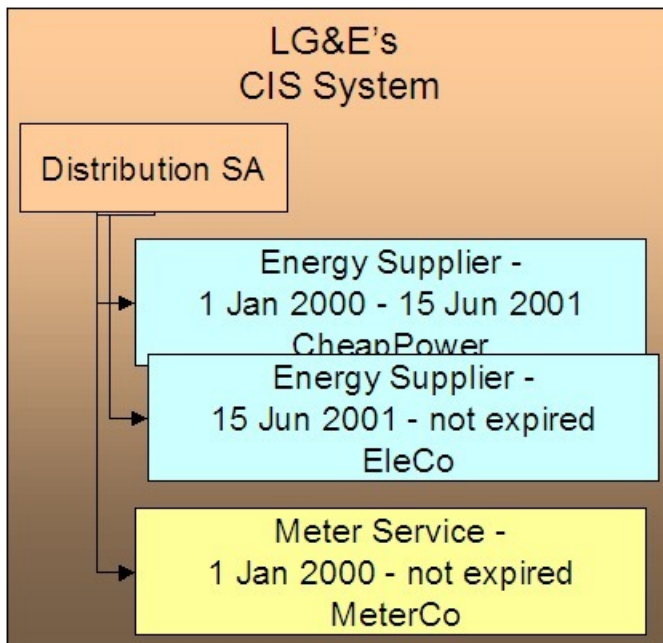 LG&E's
CIS System
Distribution SA
Energy Supplier -
1 Jan 2000 - 15 Jun 2001
CheapPower
Energy Supplier -
15 Jun 2001 - not expired
EleCo
Meter Service -
1 Jan 2000 - not expired
MeterCo